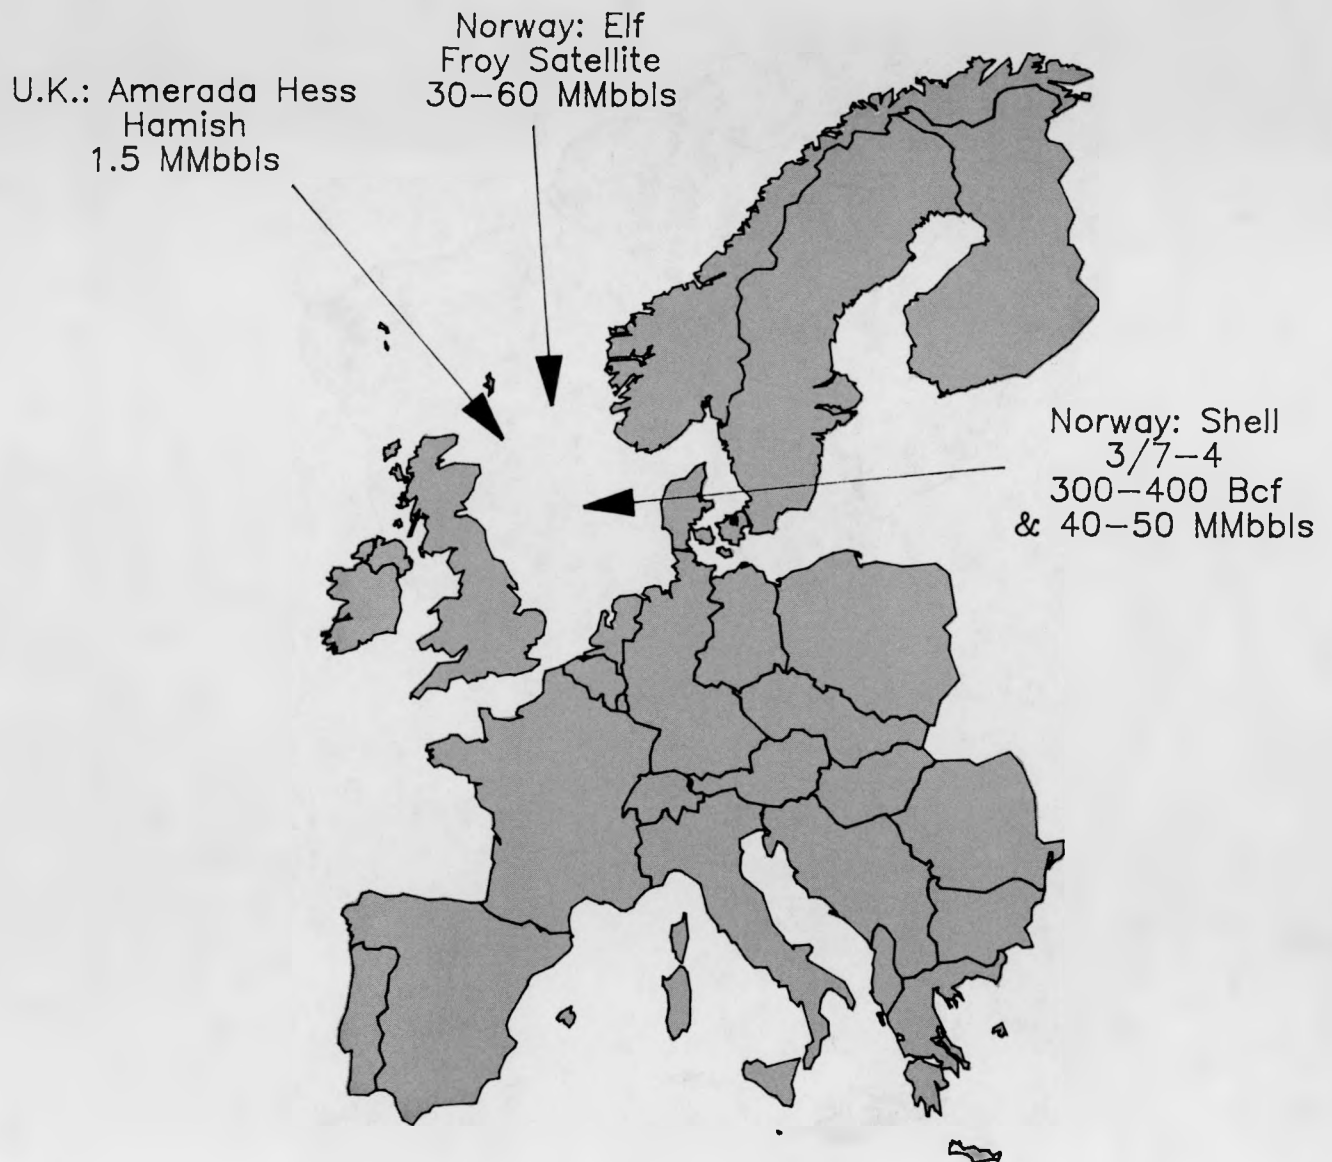 Norway: Elf
Froy Satellite
30-60 MMbbls
U.K.: Amerada Hess
Hamish
1.5 MMbbls
Norway: Shell
3/7-4
300-400 Bcf
& 40-50 MMbbls